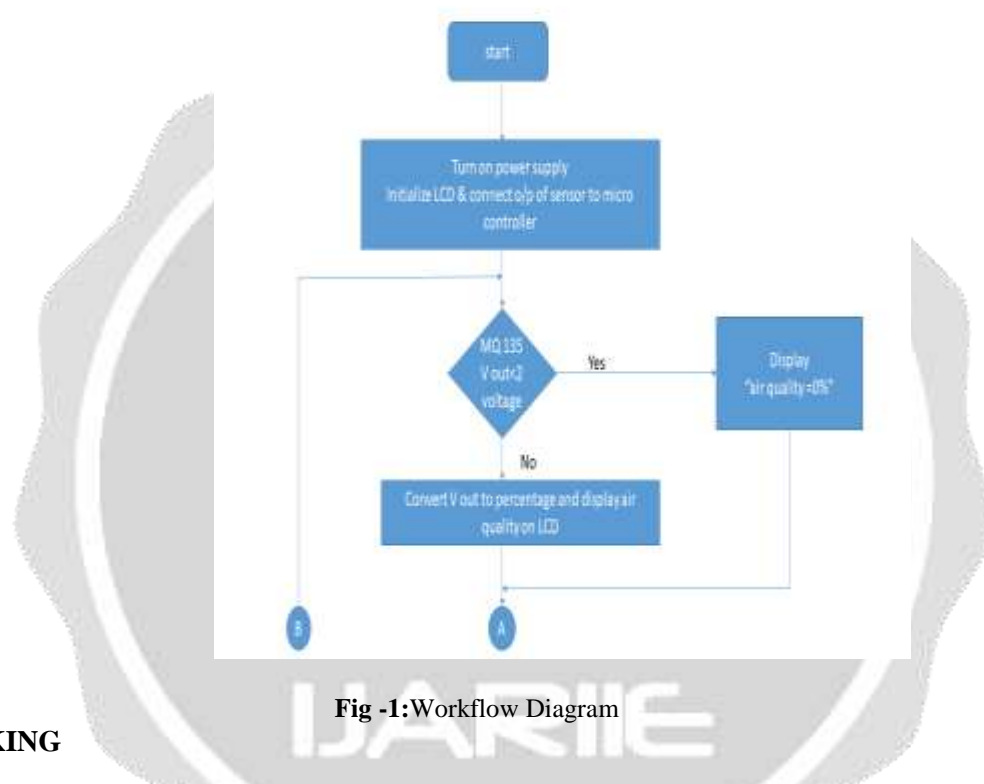 start
Turn on power supply
Initialize LCD & connect o/p of sensor to micro
controller
MQ 135
V out<2
voltage
Yes
Display
"air quality =0%"
No
Convert V out to percentage and display air
quality on LCD
B
A
Fig -1:Workflow Diagram
KING
IJARIIE